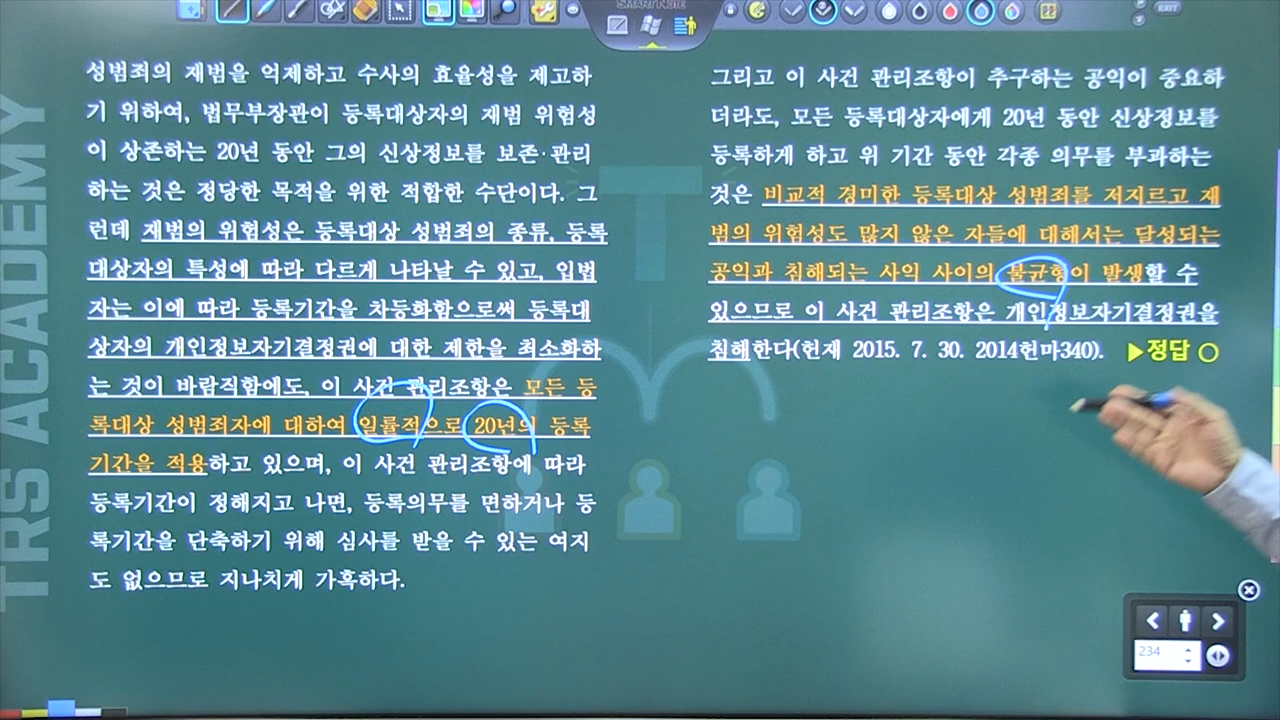 SMART NOTE
EXIT
TRS ACADEMY
성범죄의 재범을 억제하고 수사의 효율성을 제고하
기 위하여, 법무부장관이 등록대상자의 재범 위험성
이 상존하는 20년 동안 그의 신상정보를 보존·관리
하는 것은 정당한 목적을 위한 적합한 수단이다. 그
런데 재범의 위험성은 등록대상 성범죄의 종류, 등록
대상자의 특성에 따라 다르게 나타날 수 있고, 입법
자는 이에 따라 등록기간을 차등화함으로써 등록대
상자의 개인정보자기결정권에 대한 제한을 최소화하
는 것이 바람직함에도, 이 사건 관리조항은 모든 등
록대상 성범죄자에 대하여 일률적으로 20년의 등록
기간을 적용하고 있으며, 이 사건 관리조항에 따라
등록기간이 정해지고 나면, 등록의무를 면하거나 등
록기간을 단축하기 위해 심사를 받을 수 있는 여지
도 없으므로 지나치게 가혹하다.
그리고 이 사건 관리조항이 추구하는 공익이 중요하
더라도, 모든 등록대상자에게 20년 동안 신상정보를
등록하게 하고 위 기간 동안 각종 의무를 부과하는
것은 비교적 경미한 등록대상 성범죄를 저지르고 재
범의 위험성도 많지 않은 자들에 대해서는 달성되는
공익과 침해되는 사익 사이의 불균형이 발생할 수
있으므로 이 사건 관리조항은 개인정보자기결정권을
침해한다(헌재 2015. 7. 30. 2014헌마340). ▶정답 ○
234